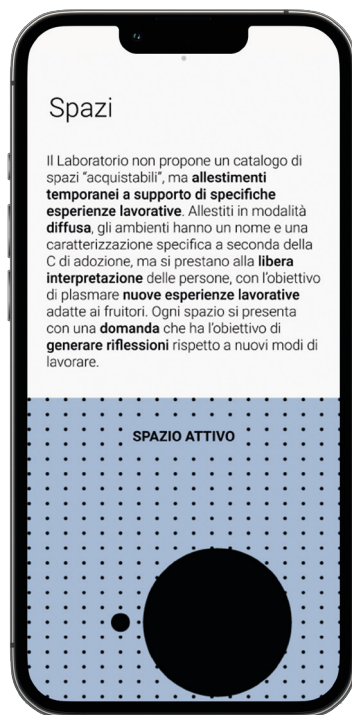 Spazi
Il Laboratorio non propone un catalogo di
spazi “acquistabili”, ma allestimenti
temporanei a supporto di specifiche
esperienze lavorative. Allestiti in modalità
diffusa, gli ambienti hanno un nome e una
caratterizzazione specifica a seconda della
C di adozione, ma si prestano alla libera
interpretazione delle persone, con l’obiettivo
di plasmare nuove esperienze lavorative
adatte ai fruitori. Ogni spazio si presenta
con una domanda che ha l’obiettivo di
generare riflessioni rispetto a nuovi modi di
lavorare.
SPAZIO ATTIVO